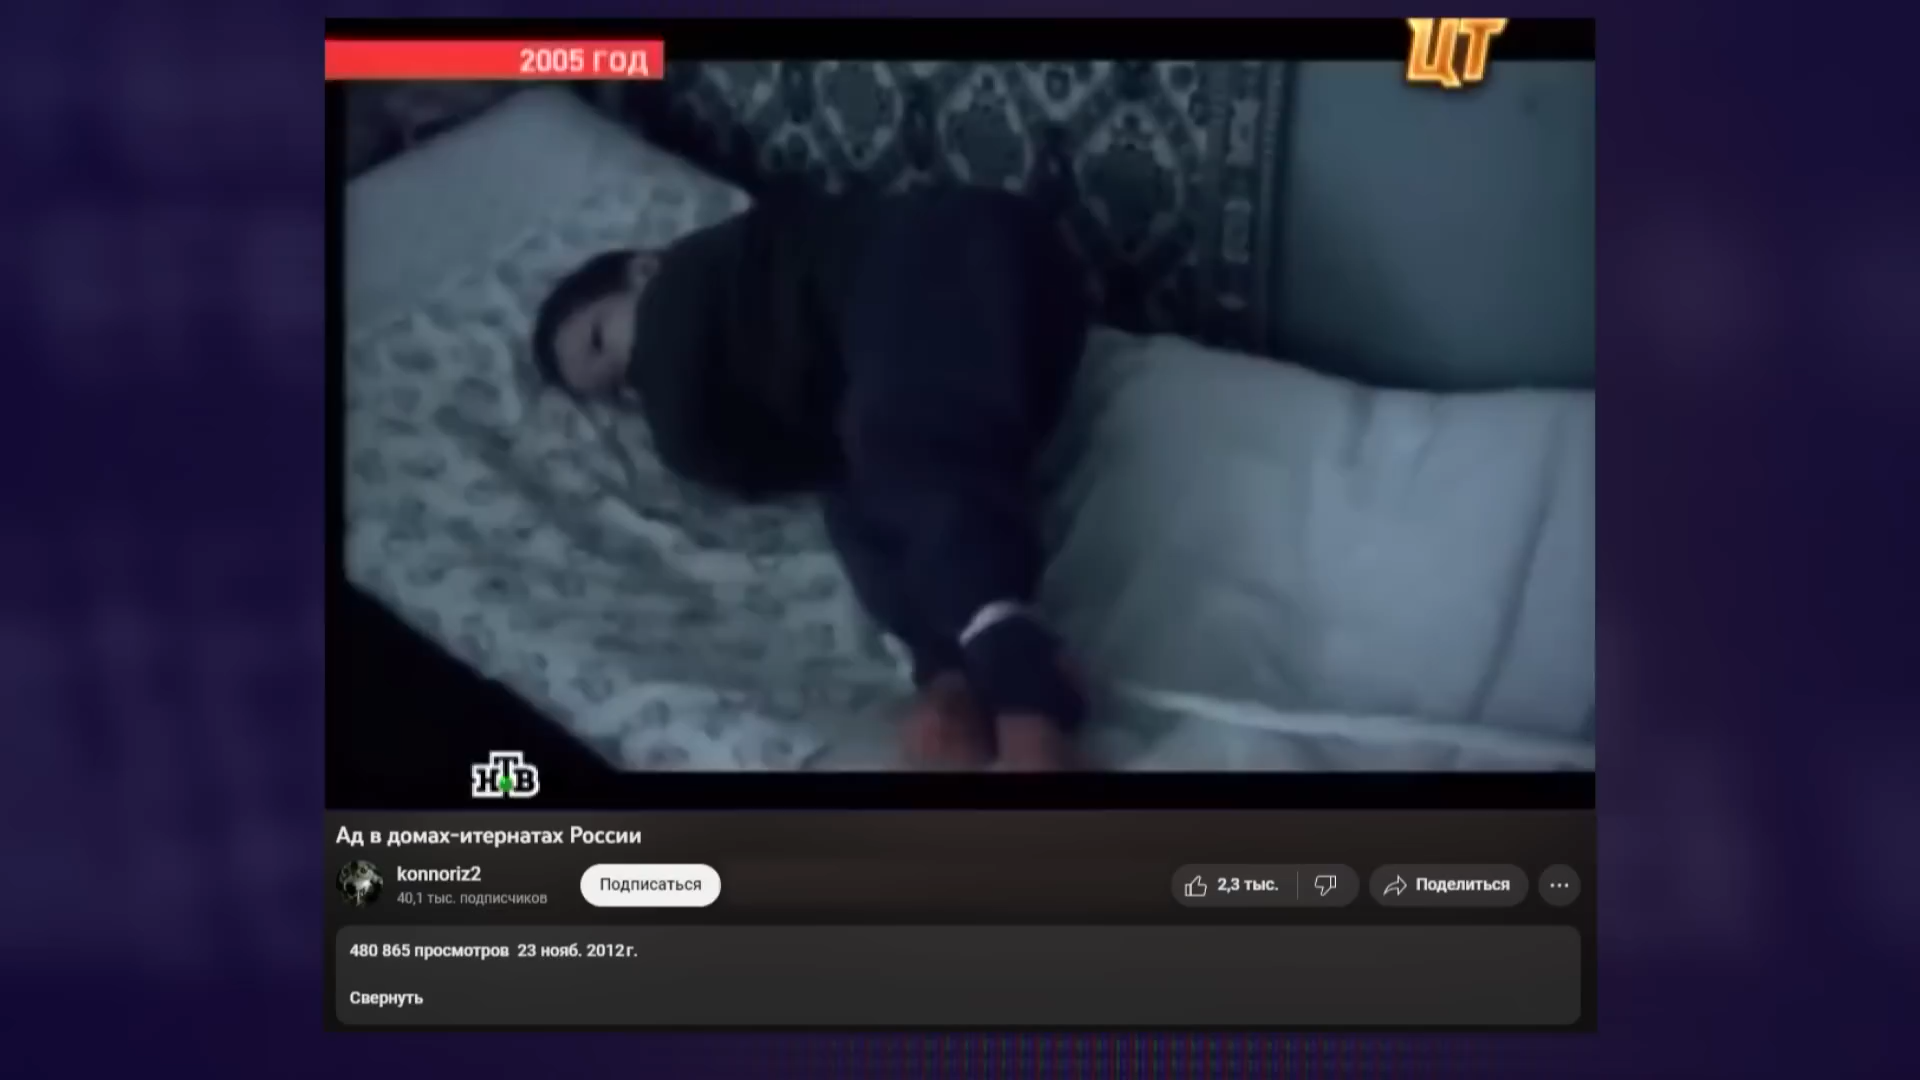 2005 ГОД
ЦТ
НТВ
Ад в домах-итернатах России
konnoriz2
40,1 тыс. подписчиков
Подписаться
2,3 тыс.
Поделиться
480 865 просмотров 23 нояб. 2012 г.
Свернуть